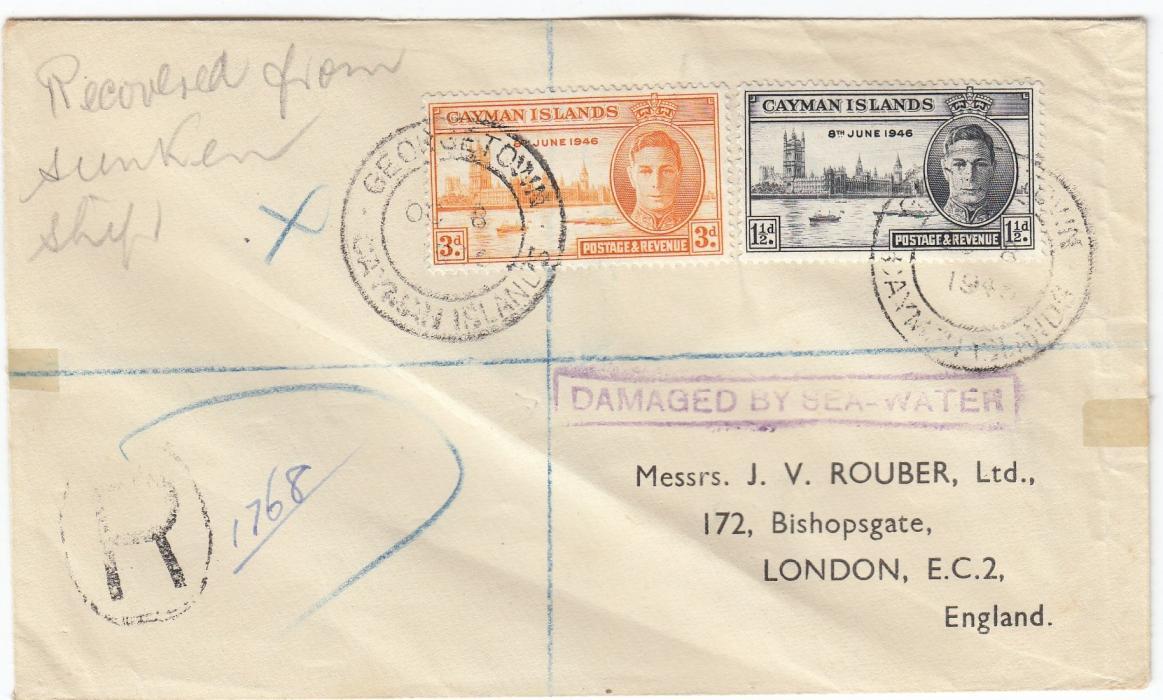 Recovered from
sunken
ship
X
CAYMAN ISLANDS
JUNE 1946
3d.
POSTAGE & REVENUE
3d.
CAYMAN ISLANDS
8TH JUNE 1946
1½d.
POSTAGE & REVENUE
1½d.
GEORGETOWN
CAYMAN ISLANDS
CAYMAN ISLANDS
DAMAGED BY SEA-WATER
R
1768
Messrs. J. V. ROUBER, Ltd.,
172, Bishopsgate,
LONDON, E.C.2,
England.